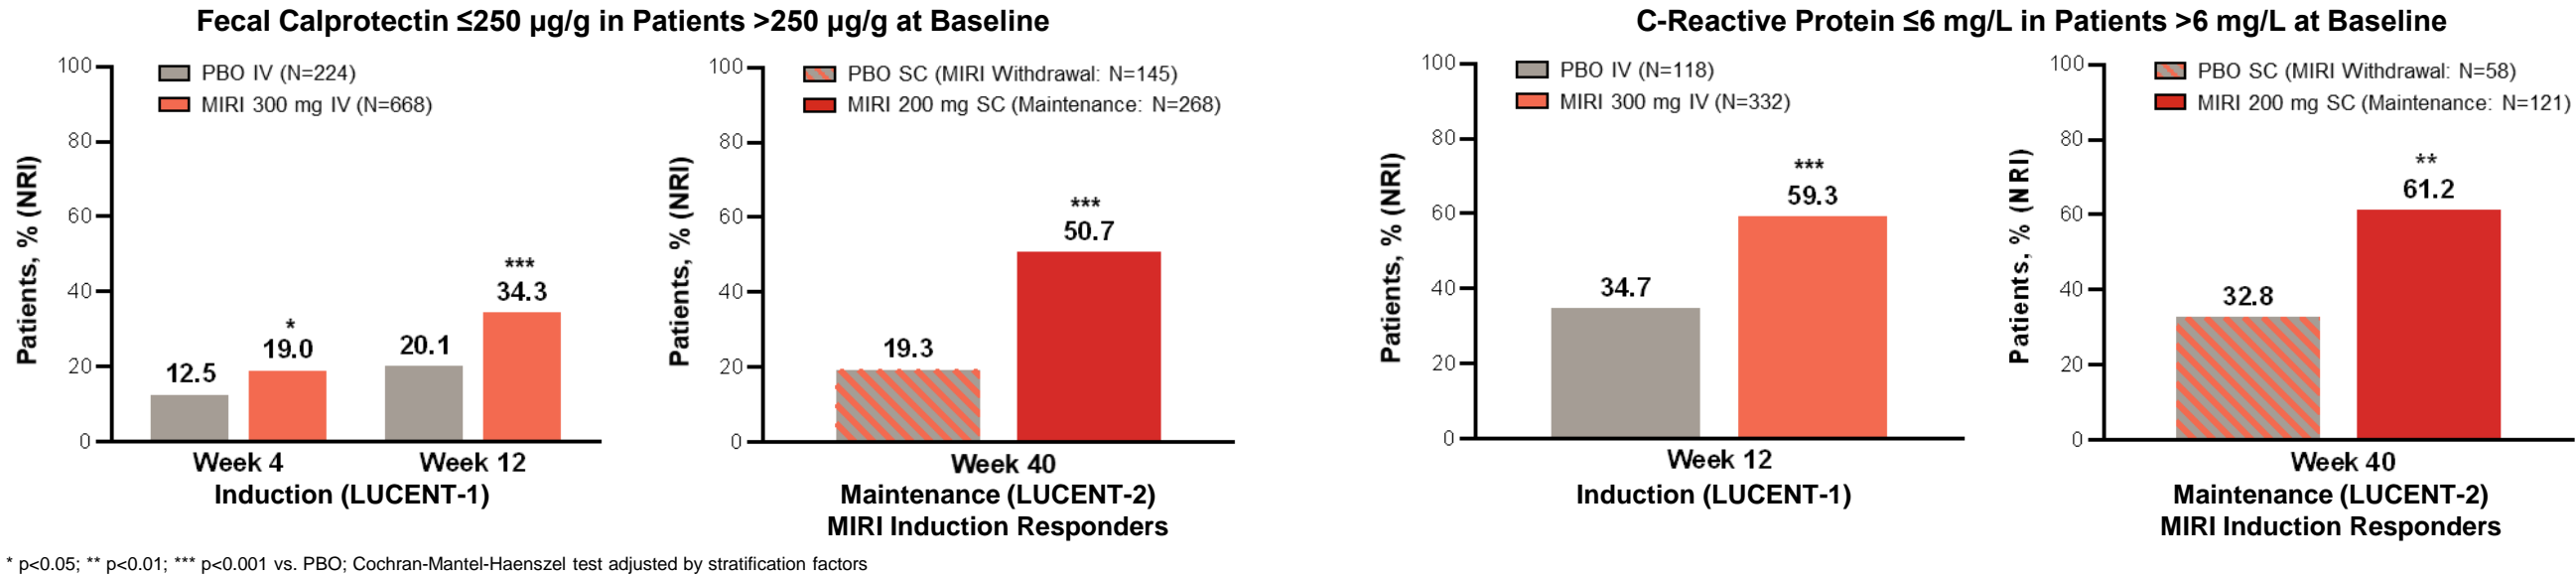 Fecal Calprotectin ≤250 µg/g in Patients >250 µg/g at Baseline
PBO IV (N=224)
MIRI 300 mg IV (N=668)
Patients, % (NRI)
100
80
60
40
20
0
12.5
*
19.0
20.1
***
34.3
Week 4
Week 12
Induction (LUCENT-1)
PBO SC (MIRI Withdrawal: N=145)
MIRI 200 mg SC (Maintenance: N=268)
Patients, % (NRI)
100
80
60
40
20
0
19.3
***
50.7
Week 40
Maintenance (LUCENT-2)
MIRI Induction Responders
C-Reactive Protein ≤6 mg/L in Patients >6 mg/L at Baseline
PBO IV (N=118)
MIRI 300 mg IV (N=332)
Patients, % (NRI)
100
80
60
40
20
0
34.7
***
59.3
Week 12
Induction (LUCENT-1)
PBO SC (MIRI Withdrawal: N=58)
MIRI 200 mg SC (Maintenance: N=121)
Patients, % (NRI)
100
80
60
40
20
0
32.8
**
61.2
Week 40
Maintenance (LUCENT-2)
MIRI Induction Responders
* p<0.05; ** p<0.01; *** p<0.001 vs. PBO; Cochran-Mantel-Haenszel test adjusted by stratification factors